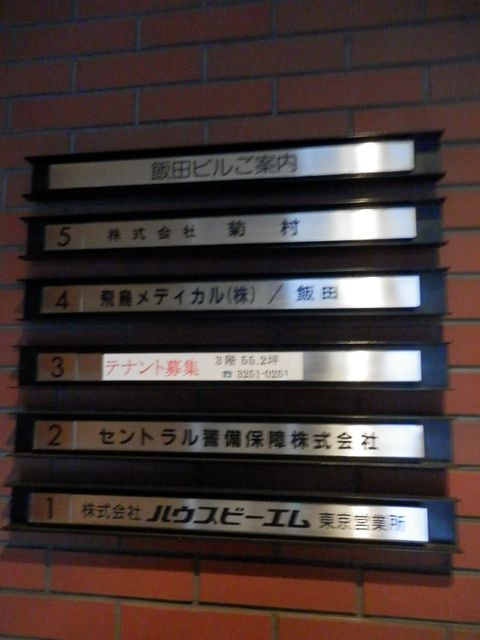 飯田ビルご案内
5 株式会社 菊村
4 飛鳥メディカル(株)/飯田
3 テナント募集 3階 55.2坪
☎ 3261-0261
2 セントラル警備保障株式会社
1 株式会社 ハウスビーエム 東京営業所